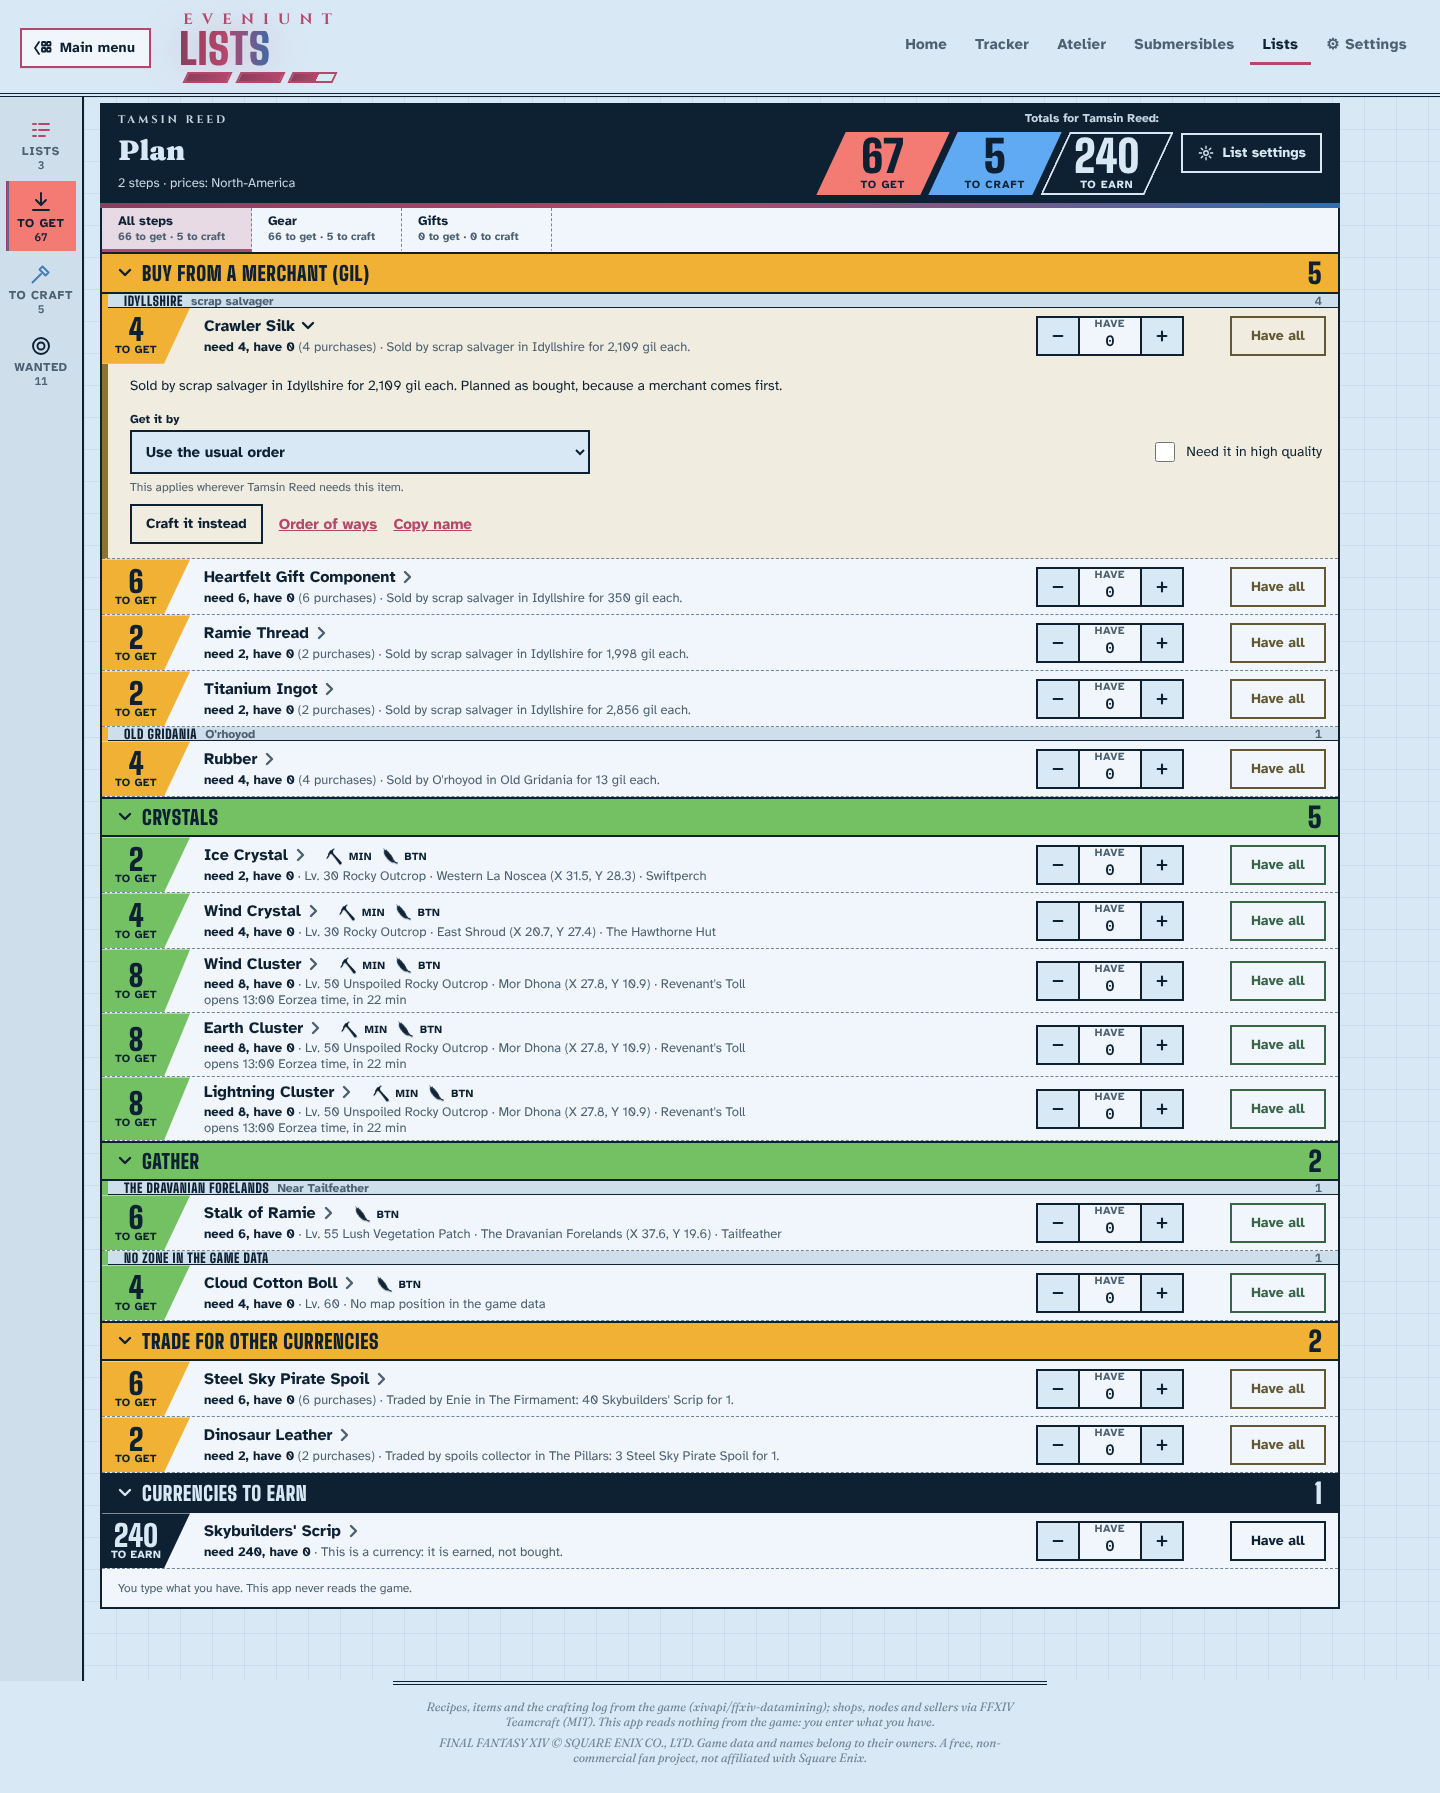 Main menu
EVENIUNT
LISTS
Home
Tracker
Atelier
Submersibles
Lists
⚙ Settings
LISTS
3
TO GET
67
TO CRAFT
5
WANTED
11
TAMSIN REED
Plan
2 steps · prices: North-America
Totals for Tamsin Reed:
67
TO GET
5
TO CRAFT
240
TO EARN
List settings
All steps
66 to get · 5 to craft
Gear
66 to get · 5 to craft
Gifts
0 to get · 0 to craft
BUY FROM A MERCHANT (GIL) 5
IDYLLSHIRE scrap salvager 4
4
TO GET
Crawler Silk
need 4, have 0 (4 purchases) · Sold by scrap salvager in Idyllshire for 2,109 gil each.
− HAVE 0 +
Have all
Sold by scrap salvager in Idyllshire for 2,109 gil each. Planned as bought, because a merchant comes first.
Get it by
Use the usual order
Need it in high quality
This applies wherever Tamsin Reed needs this item.
Craft it instead
Order of ways
Copy name
6
TO GET
Heartfelt Gift Component
need 6, have 0 (6 purchases) · Sold by scrap salvager in Idyllshire for 350 gil each.
− HAVE 0 +
Have all
2
TO GET
Ramie Thread
need 2, have 0 (2 purchases) · Sold by scrap salvager in Idyllshire for 1,998 gil each.
− HAVE 0 +
Have all
2
TO GET
Titanium Ingot
need 2, have 0 (2 purchases) · Sold by scrap salvager in Idyllshire for 2,856 gil each.
− HAVE 0 +
Have all
OLD GRIDANIA O'rhoyod 1
4
TO GET
Rubber
need 4, have 0 (4 purchases) · Sold by O'rhoyod in Old Gridania for 13 gil each.
− HAVE 0 +
Have all
CRYSTALS 5
2
TO GET
Ice Crystal MIN BTN
need 2, have 0 · Lv. 30 Rocky Outcrop · Western La Noscea (X 31.5, Y 28.3) · Swiftperch
− HAVE 0 +
Have all
4
TO GET
Wind Crystal MIN BTN
need 4, have 0 · Lv. 30 Rocky Outcrop · East Shroud (X 20.7, Y 27.4) · The Hawthorne Hut
− HAVE 0 +
Have all
8
TO GET
Wind Cluster MIN BTN
need 8, have 0 · Lv. 50 Unspoiled Rocky Outcrop · Mor Dhona (X 27.8, Y 10.9) · Revenant's Toll
opens 13:00 Eorzea time, in 22 min
− HAVE 0 +
Have all
8
TO GET
Earth Cluster MIN BTN
need 8, have 0 · Lv. 50 Unspoiled Rocky Outcrop · Mor Dhona (X 27.8, Y 10.9) · Revenant's Toll
opens 13:00 Eorzea time, in 22 min
− HAVE 0 +
Have all
8
TO GET
Lightning Cluster MIN BTN
need 8, have 0 · Lv. 50 Unspoiled Rocky Outcrop · Mor Dhona (X 27.8, Y 10.9) · Revenant's Toll
opens 13:00 Eorzea time, in 22 min
− HAVE 0 +
Have all
GATHER 2
THE DRAVANIAN FORELANDS Near Tailfeather 1
6
TO GET
Stalk of Ramie BTN
need 6, have 0 · Lv. 55 Lush Vegetation Patch · The Dravanian Forelands (X 37.6, Y 19.6) · Tailfeather
− HAVE 0 +
Have all
NO ZONE IN THE GAME DATA 1
4
TO GET
Cloud Cotton Boll BTN
need 4, have 0 · Lv. 60 · No map position in the game data
− HAVE 0 +
Have all
TRADE FOR OTHER CURRENCIES 2
6
TO GET
Steel Sky Pirate Spoil
need 6, have 0 (6 purchases) · Traded by Enie in The Firmament: 40 Skybuilders' Scrip for 1.
− HAVE 0 +
Have all
2
TO GET
Dinosaur Leather
need 2, have 0 (2 purchases) · Traded by spoils collector in The Pillars: 3 Steel Sky Pirate Spoil for 1.
− HAVE 0 +
Have all
CURRENCIES TO EARN 1
240
TO EARN
Skybuilders' Scrip
need 240, have 0 · This is a currency: it is earned, not bought.
− HAVE 0 +
Have all
You type what you have. This app never reads the game.
Recipes, items and the crafting log from the game (xivapi/ffxiv-datamining); shops, nodes and sellers via FFXIV
Teamcraft (MIT). This app reads nothing from the game: you enter what you have.
FINAL FANTASY XIV © SQUARE ENIX CO., LTD. Game data and names belong to their owners. A free, non-
commercial fan project, not affiliated with Square Enix.